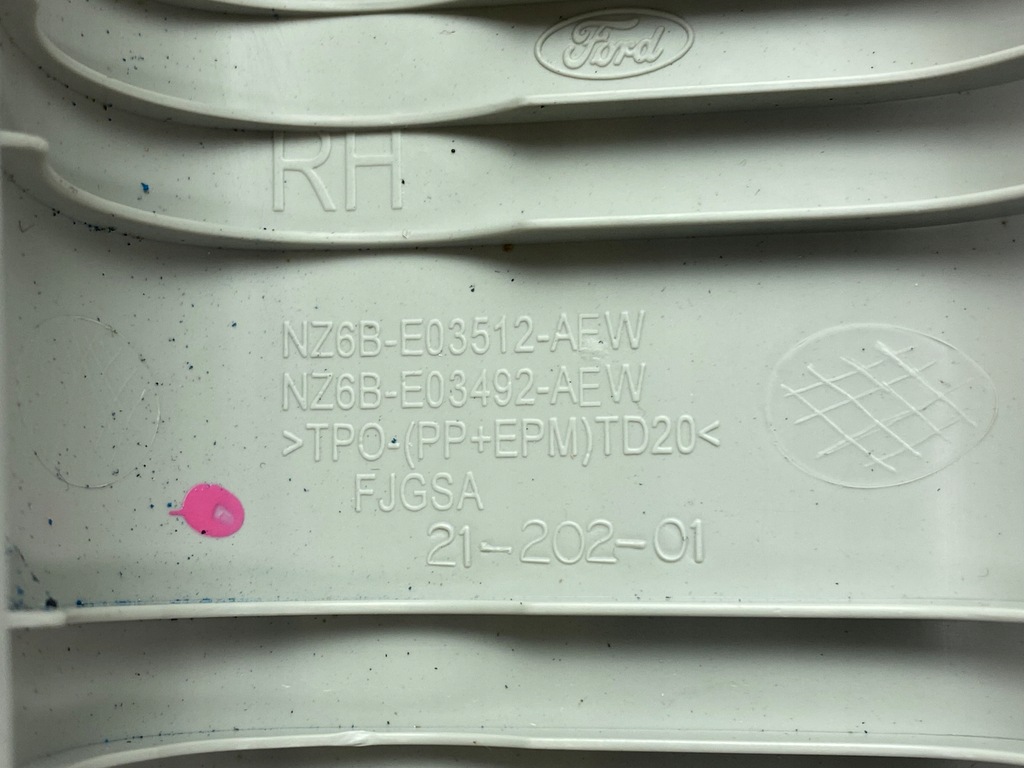 Ford
RH
NZ6B-E03512-AEW
NZ6B-E03492-AEW
>TPO-(PP+EPM)TD20<
FJGSA
21-202-01